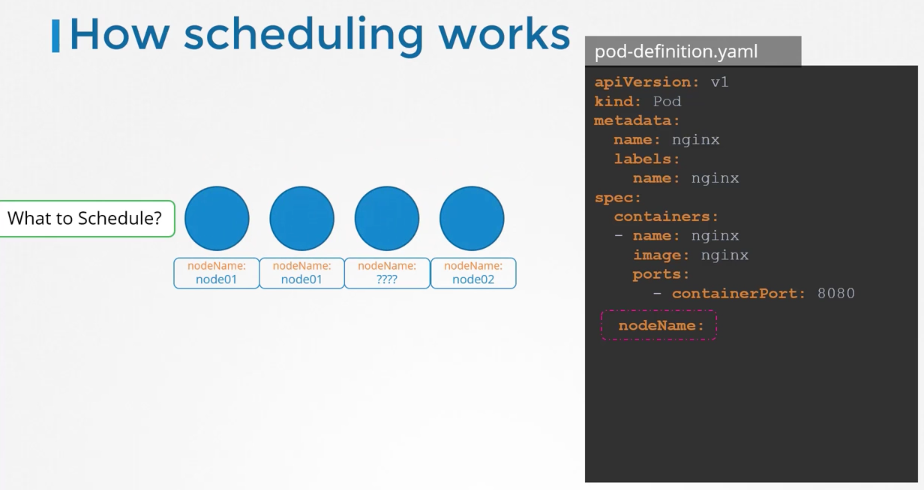 How scheduling works
What to Schedule?
nodeName:
node01
nodeName:
node01
nodeName:
????
nodeName:
node02
pod-definition.yaml
apiVersion: v1
kind: Pod
metadata:
  name: nginx
  labels:
    name: nginx
spec:
  containers:
  - name: nginx
    image: nginx
    ports:
      - containerPort: 8080
  nodeName: